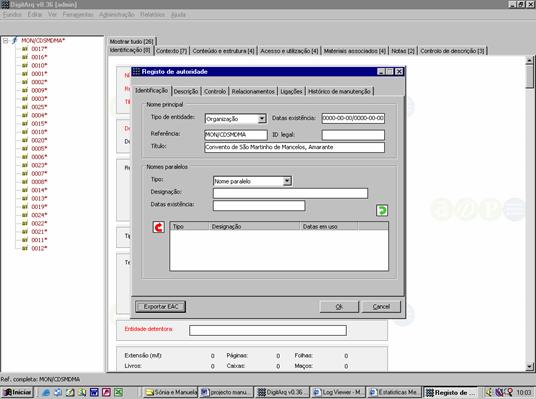 DigitArq v0.36 [admin]
Fundos Editar Ver Ferramentas Administração Relatórios Ajuda
MON/CDSMDMA*
0017*
0016*
0010*
0001*
0002*
0009*
0003*
0004*
0018*
0007*
0008*
0005*
0006*
0023*
0015*
0014*
0013*
0019*
0024*
0022*
0021*
0011*
0012*
Mostrar tudo [26]
Identificação [8] Contexto [7] Conteúdo e estrutura [4] Acesso e utilização [4] Materiais associados [4] Notas [2] Controlo de descrição [3]
Registo de autoridade
Identificação Descrição Controlo Relacionamentos Ligações Histórico de manutenção
Nome principal
Tipo de entidade: Organização Datas existência: 0000-00-00/0000-00-00
Referência: MON/CDSMDMA ID legal:
Título: Convento de São Martinho de Mancelos, Amarante
Nomes paralelos
Tipo: Nome paralelo
Designação:
Datas existência:
Tipo Designação Datas em uso
Exportar EAC Ok Cancel
Entidade detentora:
Extensão (m/l): 0 Páginas: 0 Folhas: 0
Livros: 0 Caixas: 0 Maços: 0
Ref. completa: MON/CDSMDMA
Iniciar Sónia e Manuela projecto manu... DigitArq v0.36 ... Log Viewer - M... Estatísticas Me... Registo de ... 10:03